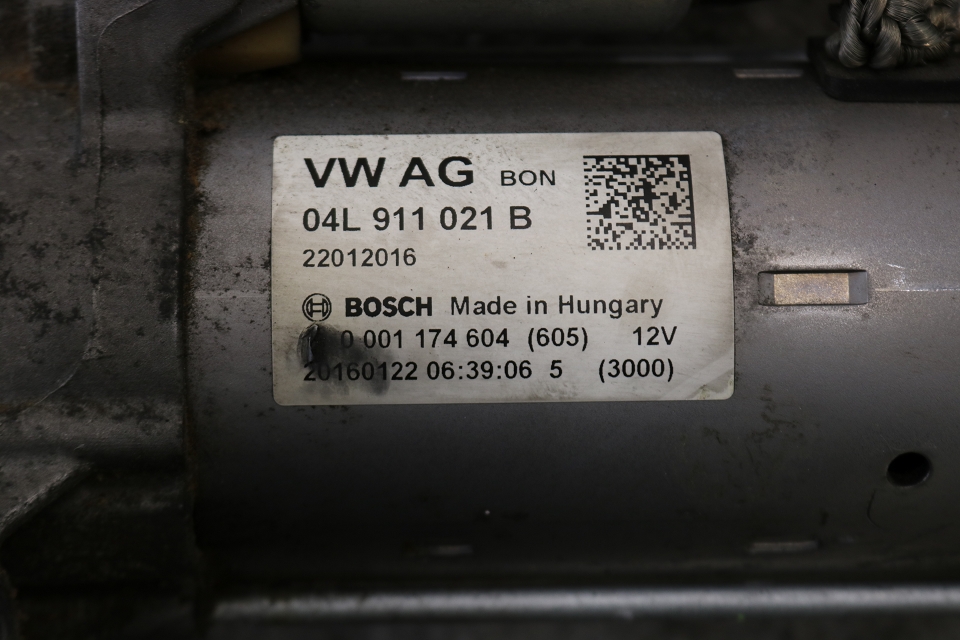 VW AG BON
04L 911 021 B
22012016
BOSCH Made in Hungary
0 001 174 604 (605) 12V
20160122 06:39:06 5 (3000)